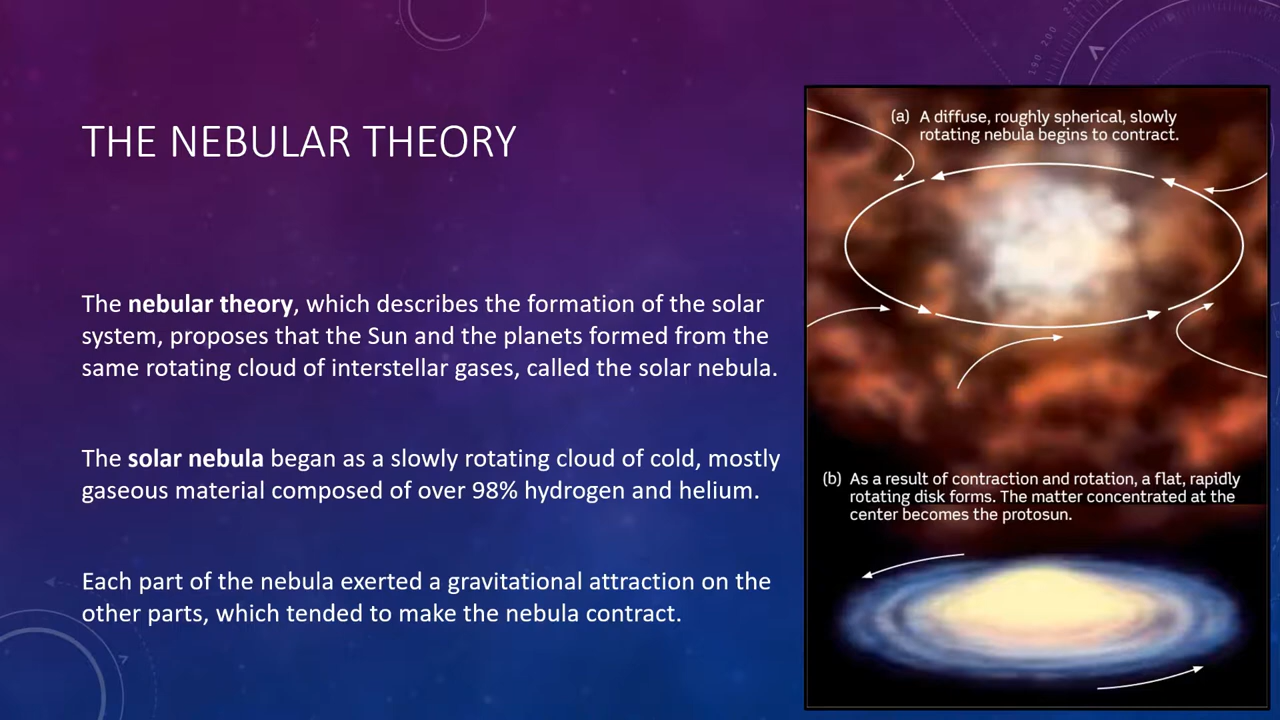 THE NEBULAR THEORY
The nebular theory, which describes the formation of the solar
system, proposes that the Sun and the planets formed from the
same rotating cloud of interstellar gases, called the solar nebula.
The solar nebula began as a slowly rotating cloud of cold, mostly
gaseous material composed of over 98% hydrogen and helium.
Each part of the nebula exerted a gravitational attraction on the
other parts, which tended to make the nebula contract.
190 200 210
(a) A diffuse, roughly spherical, slowly
rotating nebula begins to contract.
(b) As a result of contraction and rotation, a flat, rapidly
rotating disk forms. The matter concentrated at the
center becomes the protosun.